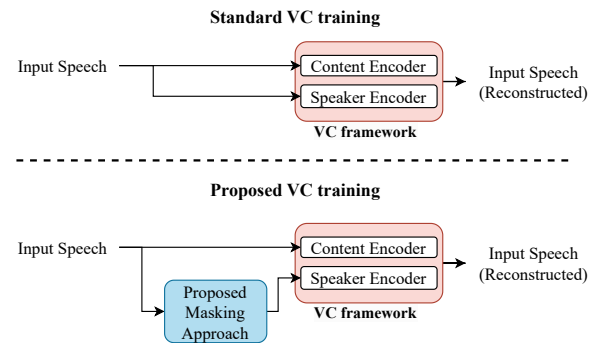 Standard VC training
Input Speech
Content Encoder
Speaker Encoder
VC framework
Input Speech
(Reconstructed)
Proposed VC training
Input Speech
Proposed
Masking
Approach
Content Encoder
Speaker Encoder
VC framework
Input Speech
(Reconstructed)